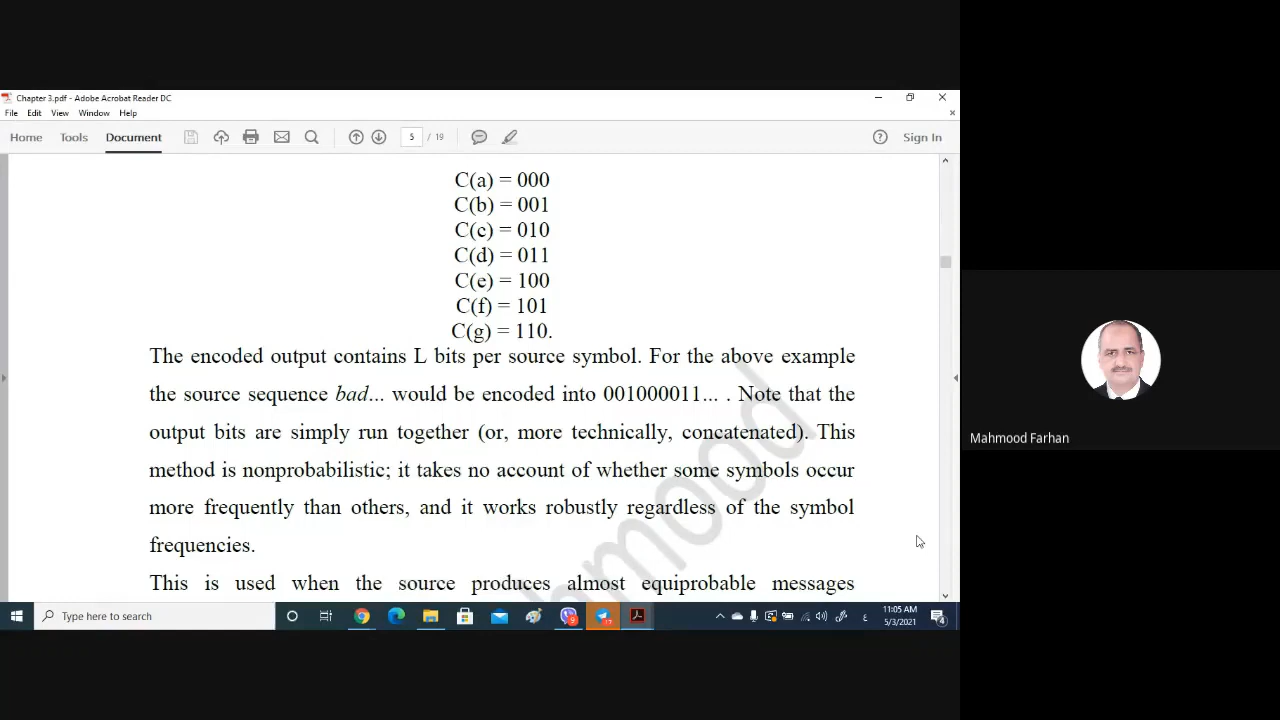 Chapter 3.pdf - Adobe Acrobat Reader DC
File Edit View Window Help
Home Tools Document 5 / 19 Sign In
C(a) = 000
C(b) = 001
C(c) = 010
C(d) = 011
C(e) = 100
C(f) = 101
C(g) = 110.
The encoded output contains L bits per source symbol. For the above example
the source sequence bad... would be encoded into 001000011... . Note that the
output bits are simply run together (or, more technically, concatenated). This
method is nonprobabilistic; it takes no account of whether some symbols occur
more frequently than others, and it works robustly regardless of the symbol
frequencies.
This is used when the source produces almost equiprobable messages
hmood
Mahmood Farhan
Type here to search
11:05 AM
5/3/2021